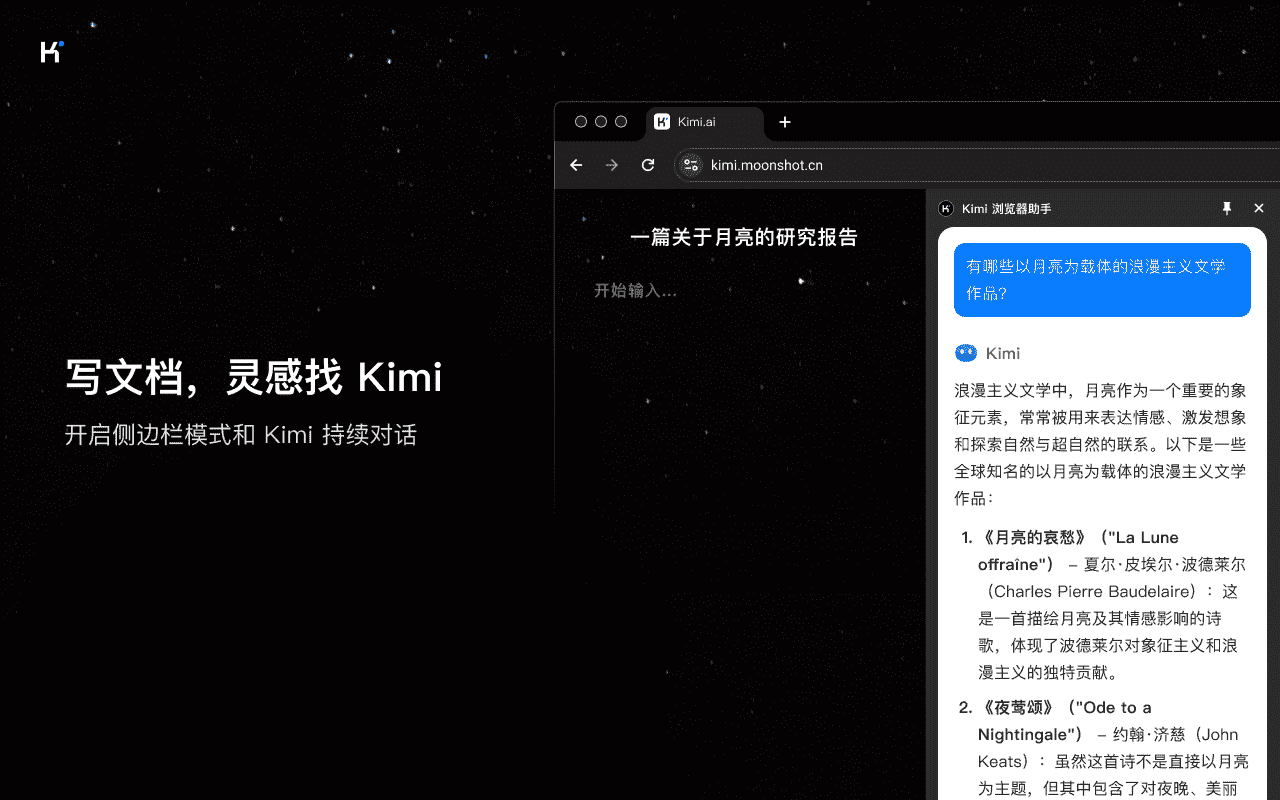 Kimi.ai
kimi.moonshot.cn
Kimi 浏览器助手
一篇关于月亮的研究报告
开始输入...
写文档，灵感找 Kimi
开启侧边栏模式和 Kimi 持续对话
有哪些以月亮为载体的浪漫主义文学
作品？
Kimi
浪漫主义文学中，月亮作为一个重要的象
征元素，常常被用来表达情感、激发想象
和探索自然与超自然的联系。以下是一些
全球知名的以月亮为载体的浪漫主义文学
作品：
1. 《月亮的哀愁》（"La Lune
offraîne"） – 夏尔·皮埃尔·波德莱尔
（Charles Pierre Baudelaire）：这
是一首描绘月亮及其情感影响的诗
歌，体现了波德莱尔对象征主义和浪
漫主义的独特贡献。
2. 《夜莺颂》（"Ode to a
Nightingale"） – 约翰·济慈（John
Keats）：虽然这首诗不是直接以月亮
为主题，但其中包含了对夜晚、美丽